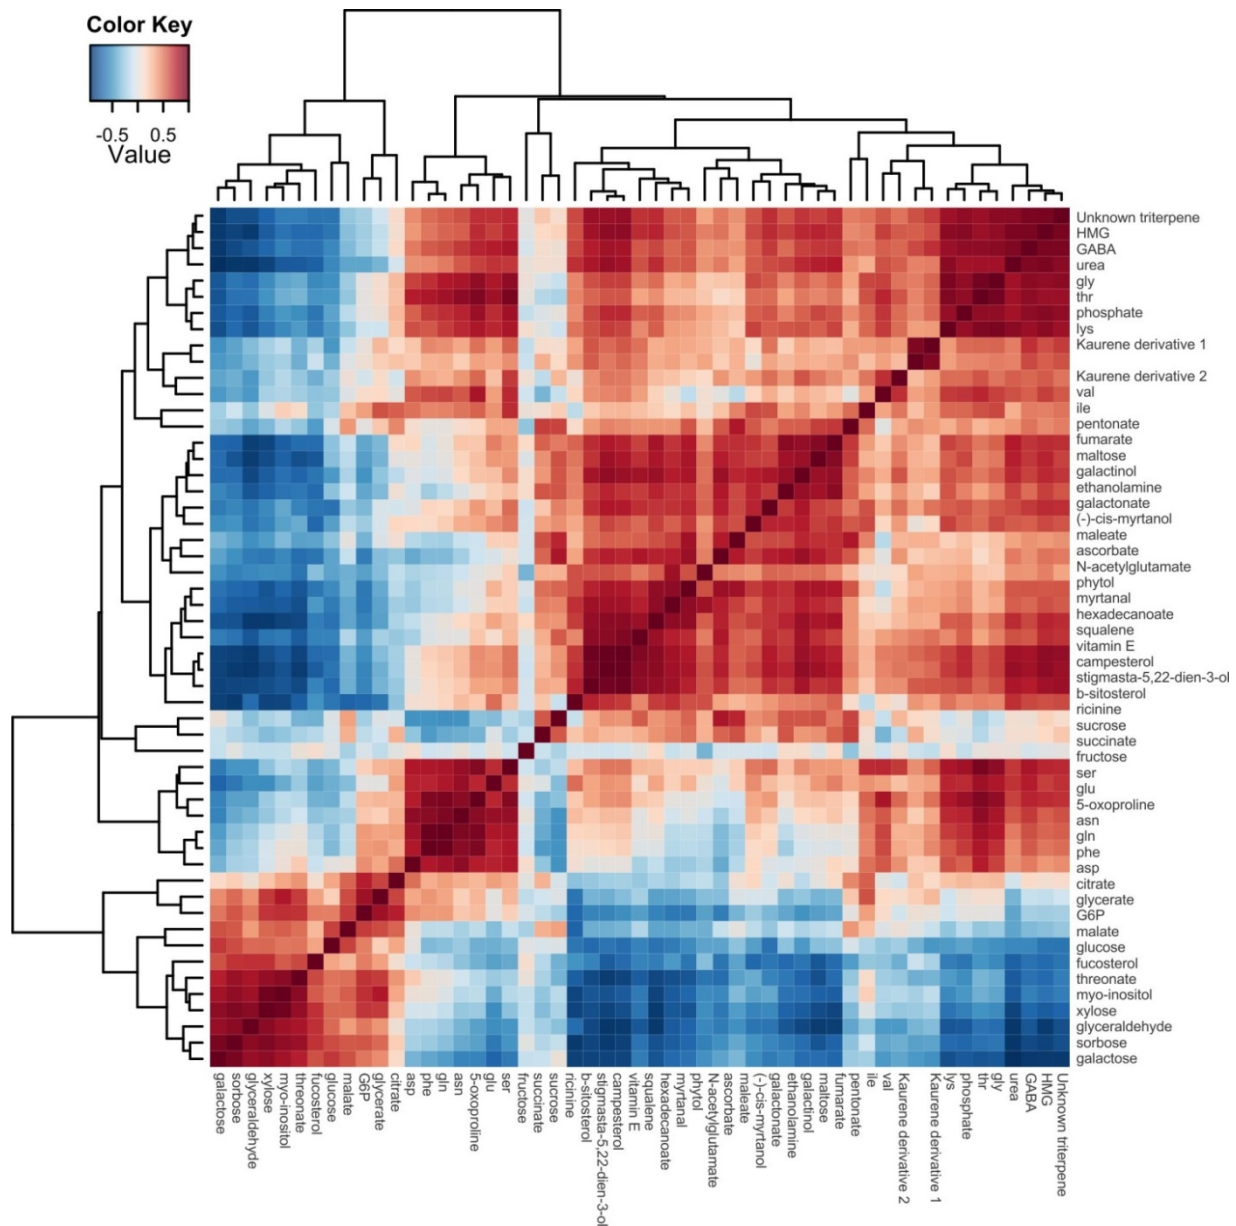 Color Key
-0.5 0.5
Value
Unknown triterpene
HMG
GABA
urea
gly
thr
phosphate
lys
Kaurene derivative 1
Kaurene derivative 2
val
ile
pentonate
fumarate
maltose
galactinol
ethanolamine
galactonate
(-)-cis-myrtanol
maleate
ascorbate
N-acetylglutamate
phytol
myrtanal
hexadecanoate
squalene
vitamin E
campesterol
stigmasta-5,22-dien-3-ol
b-sitosterol
ricinine
sucrose
succinate
fructose
ser
glu
5-oxoproline
asn
gln
phe
asp
citrate
glycerate
G6P
malate
glucose
fucosterol
threonate
myo-inositol
xylose
glyceraldehyde
sorbose
galactose
galactose
sorbose
glyceraldehyde
xylose
myo-inositol
threonate
fucosterol
glucose
malate
G6P
glycerate
citrate
asp
phe
gln
asn
5-oxoproline
glu
ser
fructose
succinate
sucrose
ricinine
b-sitosterol
stigmasta-5,22-dien-3-ol
campesterol
vitamin E
squalene
hexadecanoate
myrtanal
phytol
N-acetylglutamate
ascorbate
maleate
(-)-cis-myrtanol
galactonate
ethanolamine
galactinol
maltose
fumarate
pentonate
ile
val
Kaurene derivative 2
Kaurene derivative 1
lys
phosphate
thr
gly
urea
GABA
HMG
Unknown triterpene